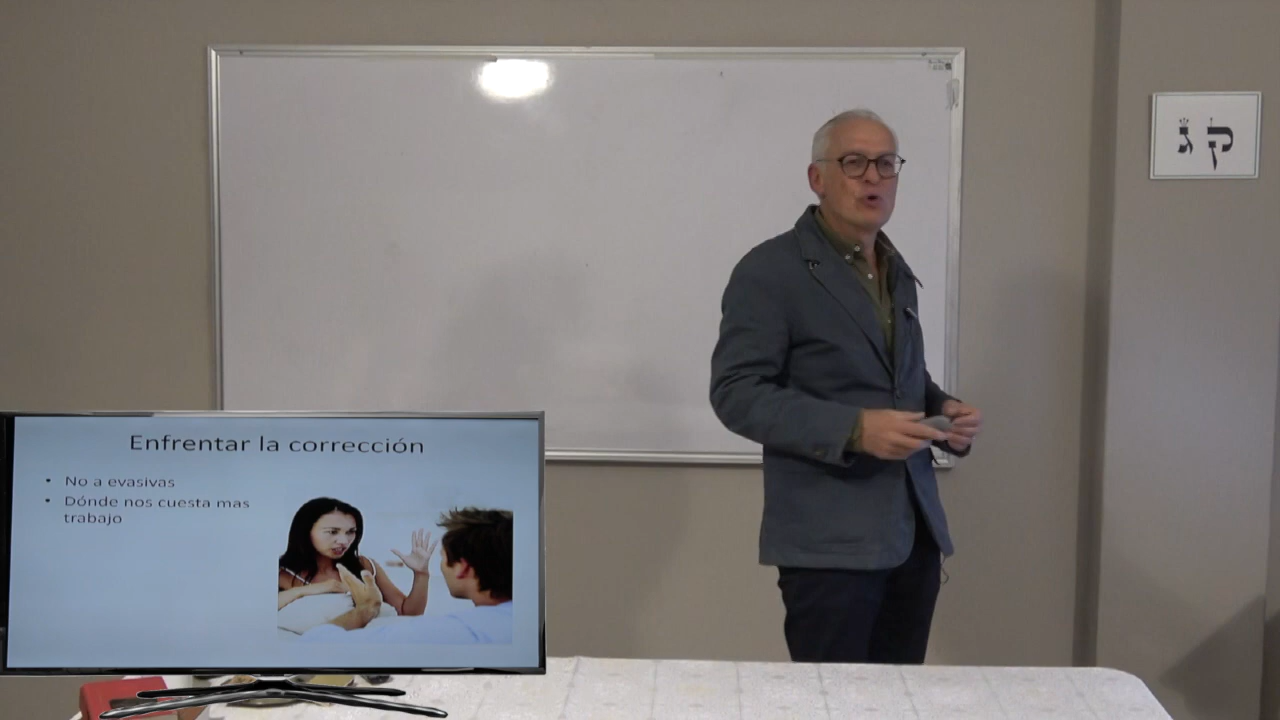 Enfrentar la corrección
• No a evasivas
• Dónde nos cuesta mas
trabajo
ק ג